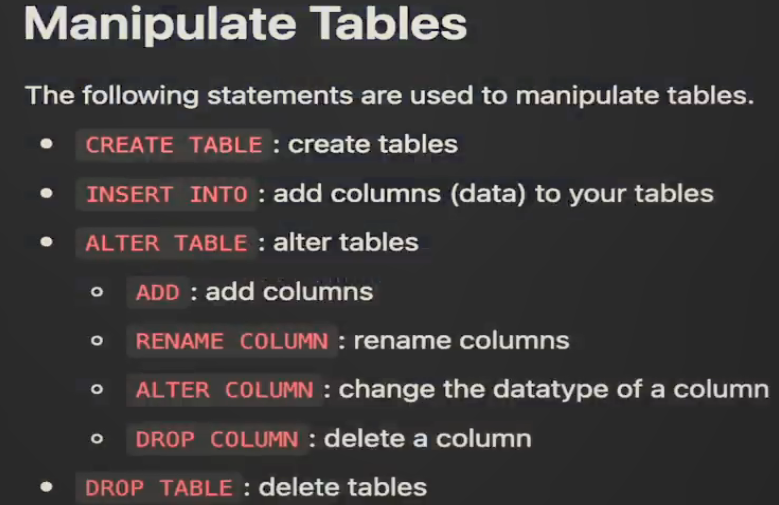 Manipulate Tables
The following statements are used to manipulate tables.
• CREATE TABLE : create tables
• INSERT INTO : add columns (data) to your tables
• ALTER TABLE : alter tables
◦ ADD : add columns
◦ RENAME COLUMN : rename columns
◦ ALTER COLUMN : change the datatype of a column
◦ DROP COLUMN : delete a column
• DROP TABLE : delete tables